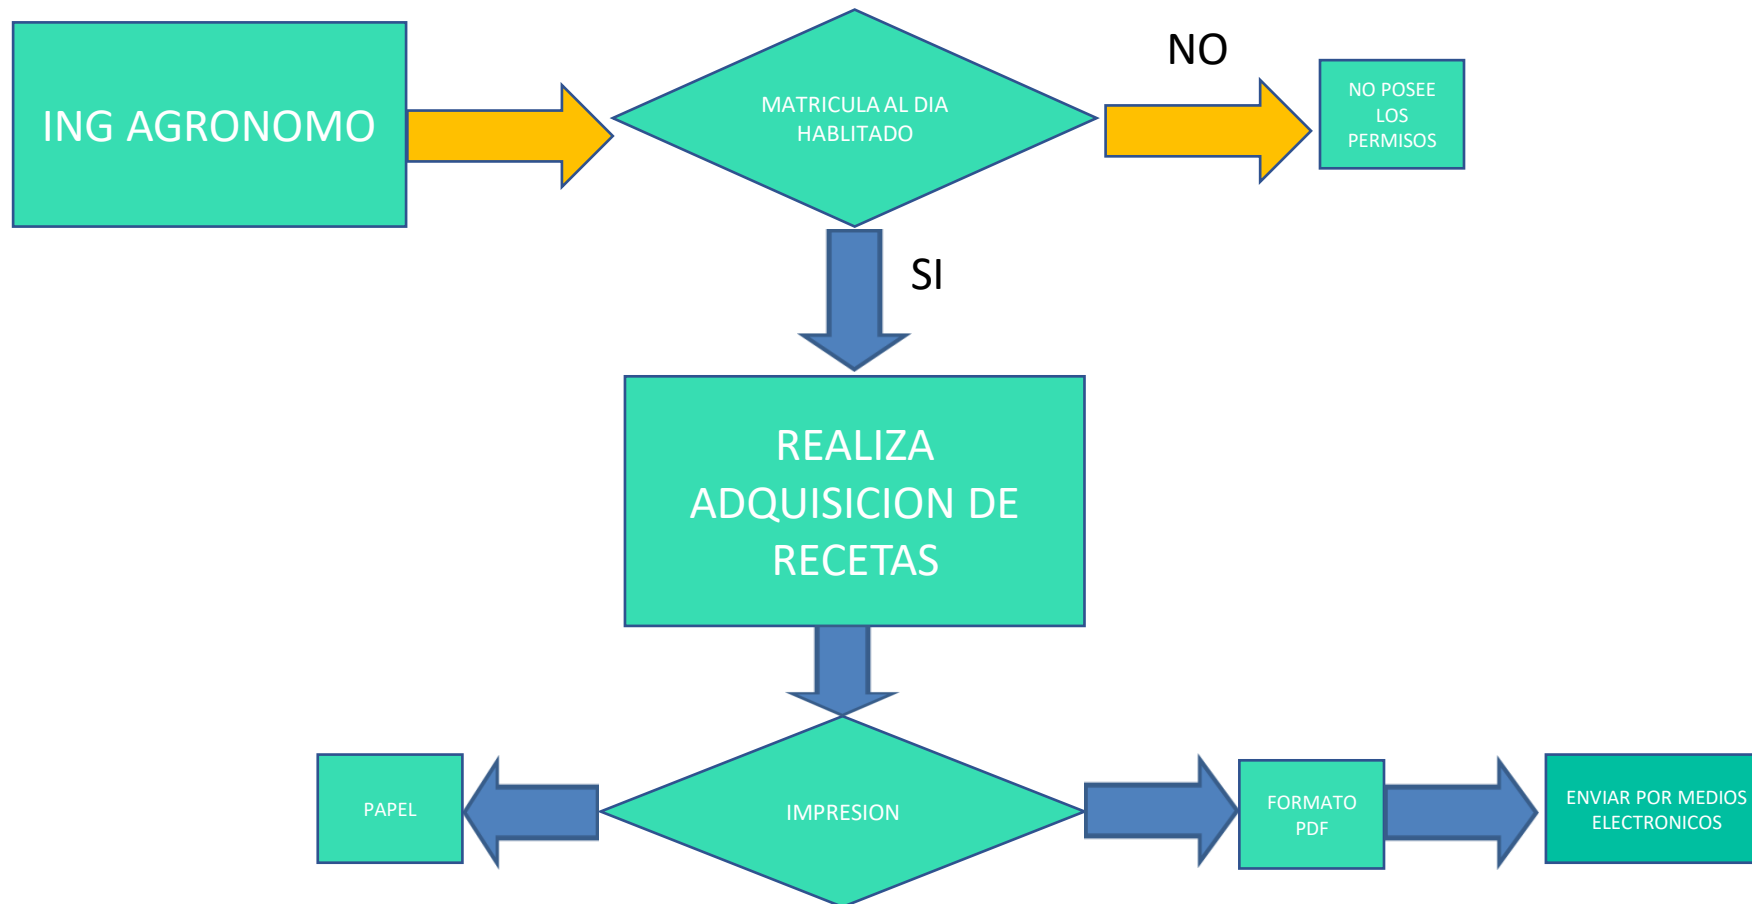 ING AGRONOMO
MATRICULA AL DIA
HABLITADO
NO
NO POSEE
LOS
PERMISOS
SI
REALIZA
ADQUISICION DE
RECETAS
PAPEL
IMPRESION
FORMATO
PDF
ENVIAR POR MEDIOS
ELECTRONICOS